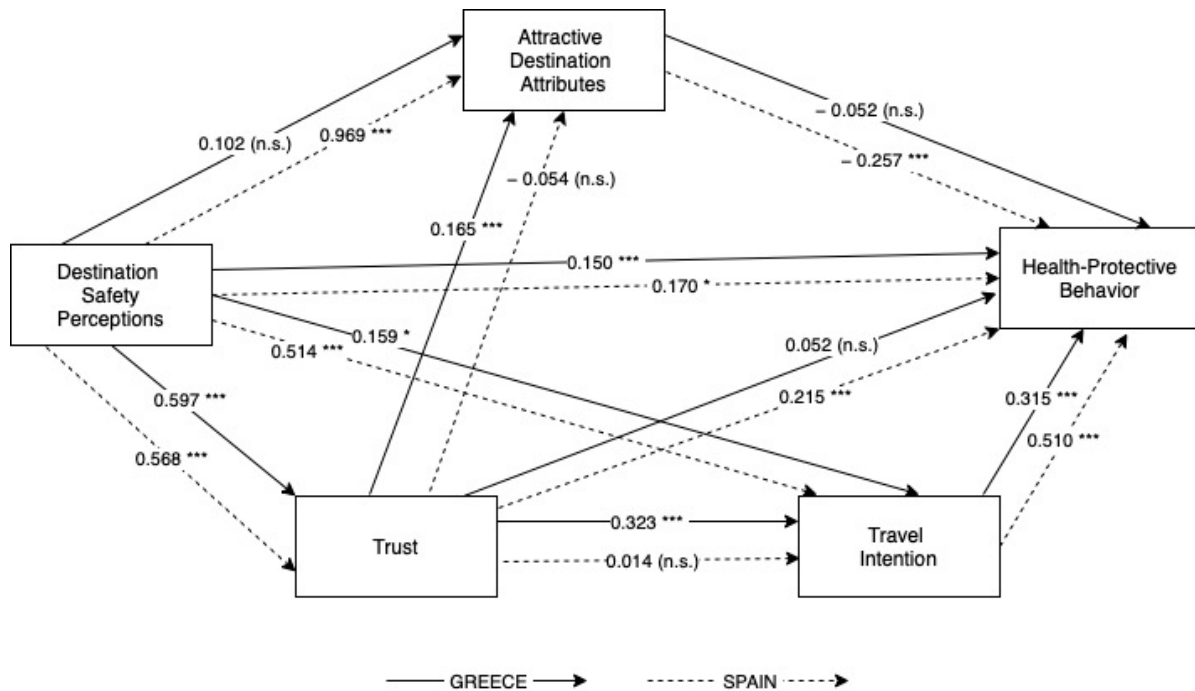 Attractive
Destination
Attributes
– 0.052 (n.s.)
0.102 (n.s.)
0.969 ***
– 0.257 ***
– 0.054 (n.s.)
0.165 ***
Destination
Safety
Perceptions
0.150 ***
0.170 *
Health-Protective
Behavior
0.159 *
0.514 ***
0.052 (n.s.)
0.597 ***
0.215 ***
0.315 ***
0.568 ***
0.510 ***
Trust
0.323 ***
0.014 (n.s.)
Travel
Intention
GREECE
SPAIN